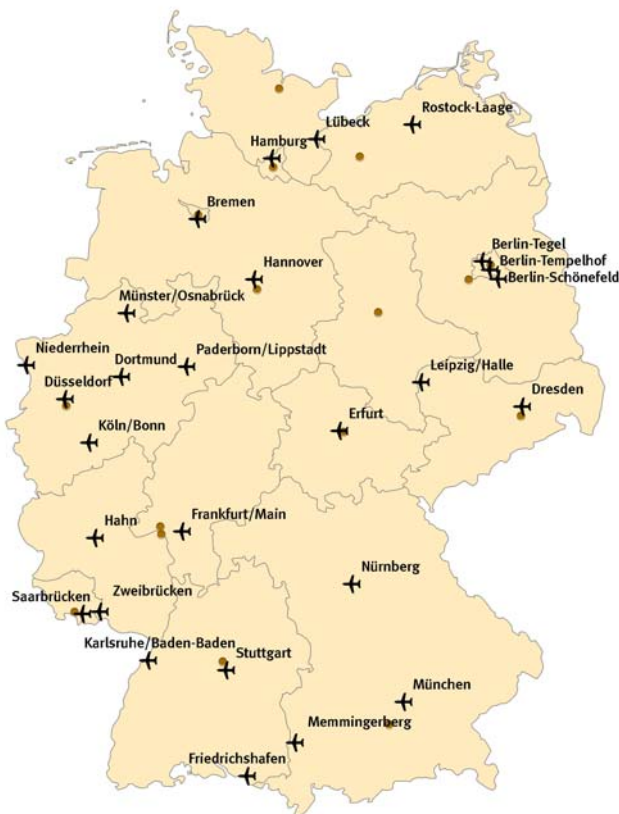 Rostock-Laage
Lübeck
Hamburg
Bremen
Berlin-Tegel
Berlin-Tempelhof
Berlin-Schönefeld
Hannover
Münster/Osnabrück
Niederrhein
Dortmund
Paderborn/Lippstadt
Leipzig/Halle
Düsseldorf
Dresden
Erfurt
Köln/Bonn
Frankfurt/Main
Hahn
Nürnberg
Saarbrücken
Zweibrücken
Karlsruhe/Baden-Baden
Stuttgart
München
Memmingerberg
Friedrichshafen